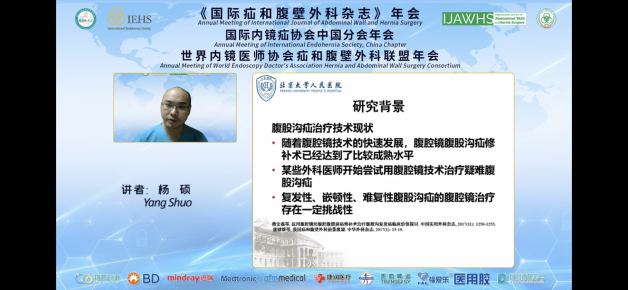 《国际疝和腹壁外科杂志》年会
Annual Meeting of International Journal of Abdominal Wall and Hernia Surgery
国际内镜疝协会中国分会年会
Annual Meeting of International Endohernia Society, China Chapter
世界内镜医师协会疝和腹壁外科联盟年会
Annual Meeting of World Endoscopy Doctor's Association Hernia and Abdominal Wall Surgery Consortium
IEHS
IJAWHS
北京大学人民医院
PEKING UNIVERSITY PEOPLE'S HOSPITAL
研究背景
腹股沟疝治疗技术现状
• 随着腹腔镜技术的快速发展，腹腔镜腹股沟疝修
补术已经达到了比较成熟水平
• 某些外科医师开始尝试用腹腔镜技术治疗疑难腹
股沟疝
• 复发性、嵌顿性、难复性腹股沟疝的腹腔镜治疗
存在一定挑战性
讲者：杨 硕
Yang Shuo
BD
mindray迈瑞
Medtronic
medical
康润医疗
医用胶